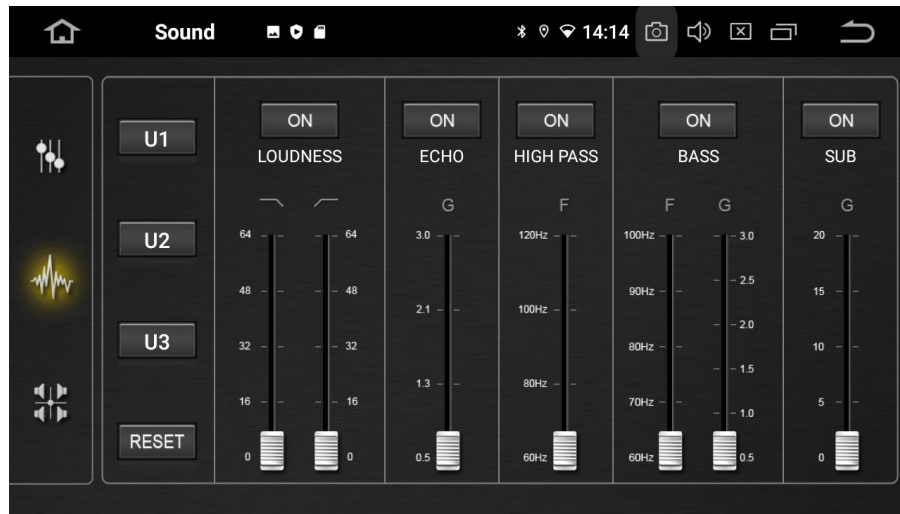 Sound 14:14
ON ON ON ON ON
U1
LOUDNESS ECHO HIGH PASS BASS SUB
G F F G G
U2
64 64 3.0 120Hz 100Hz 3.0 20
2.5
48 48 90Hz 15
2.1 100Hz
2.0
U3
32 32 80Hz 10
1.5
1.3 80Hz
16 16 70Hz 5
1.0
RESET
0 0 0.5 60Hz 60Hz 0.5 0